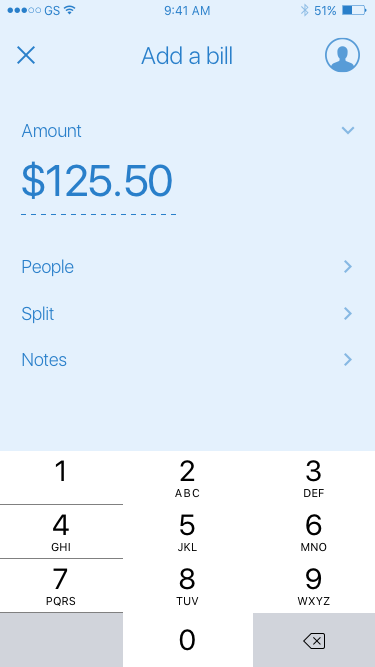 GS 9:41 AM 51%
Add a bill
Amount
$125.50
People
Split
Notes
1 2 3
ABC DEF
4 5 6
GHI JKL MNO
7 8 9
PQRS TUV WXYZ
0